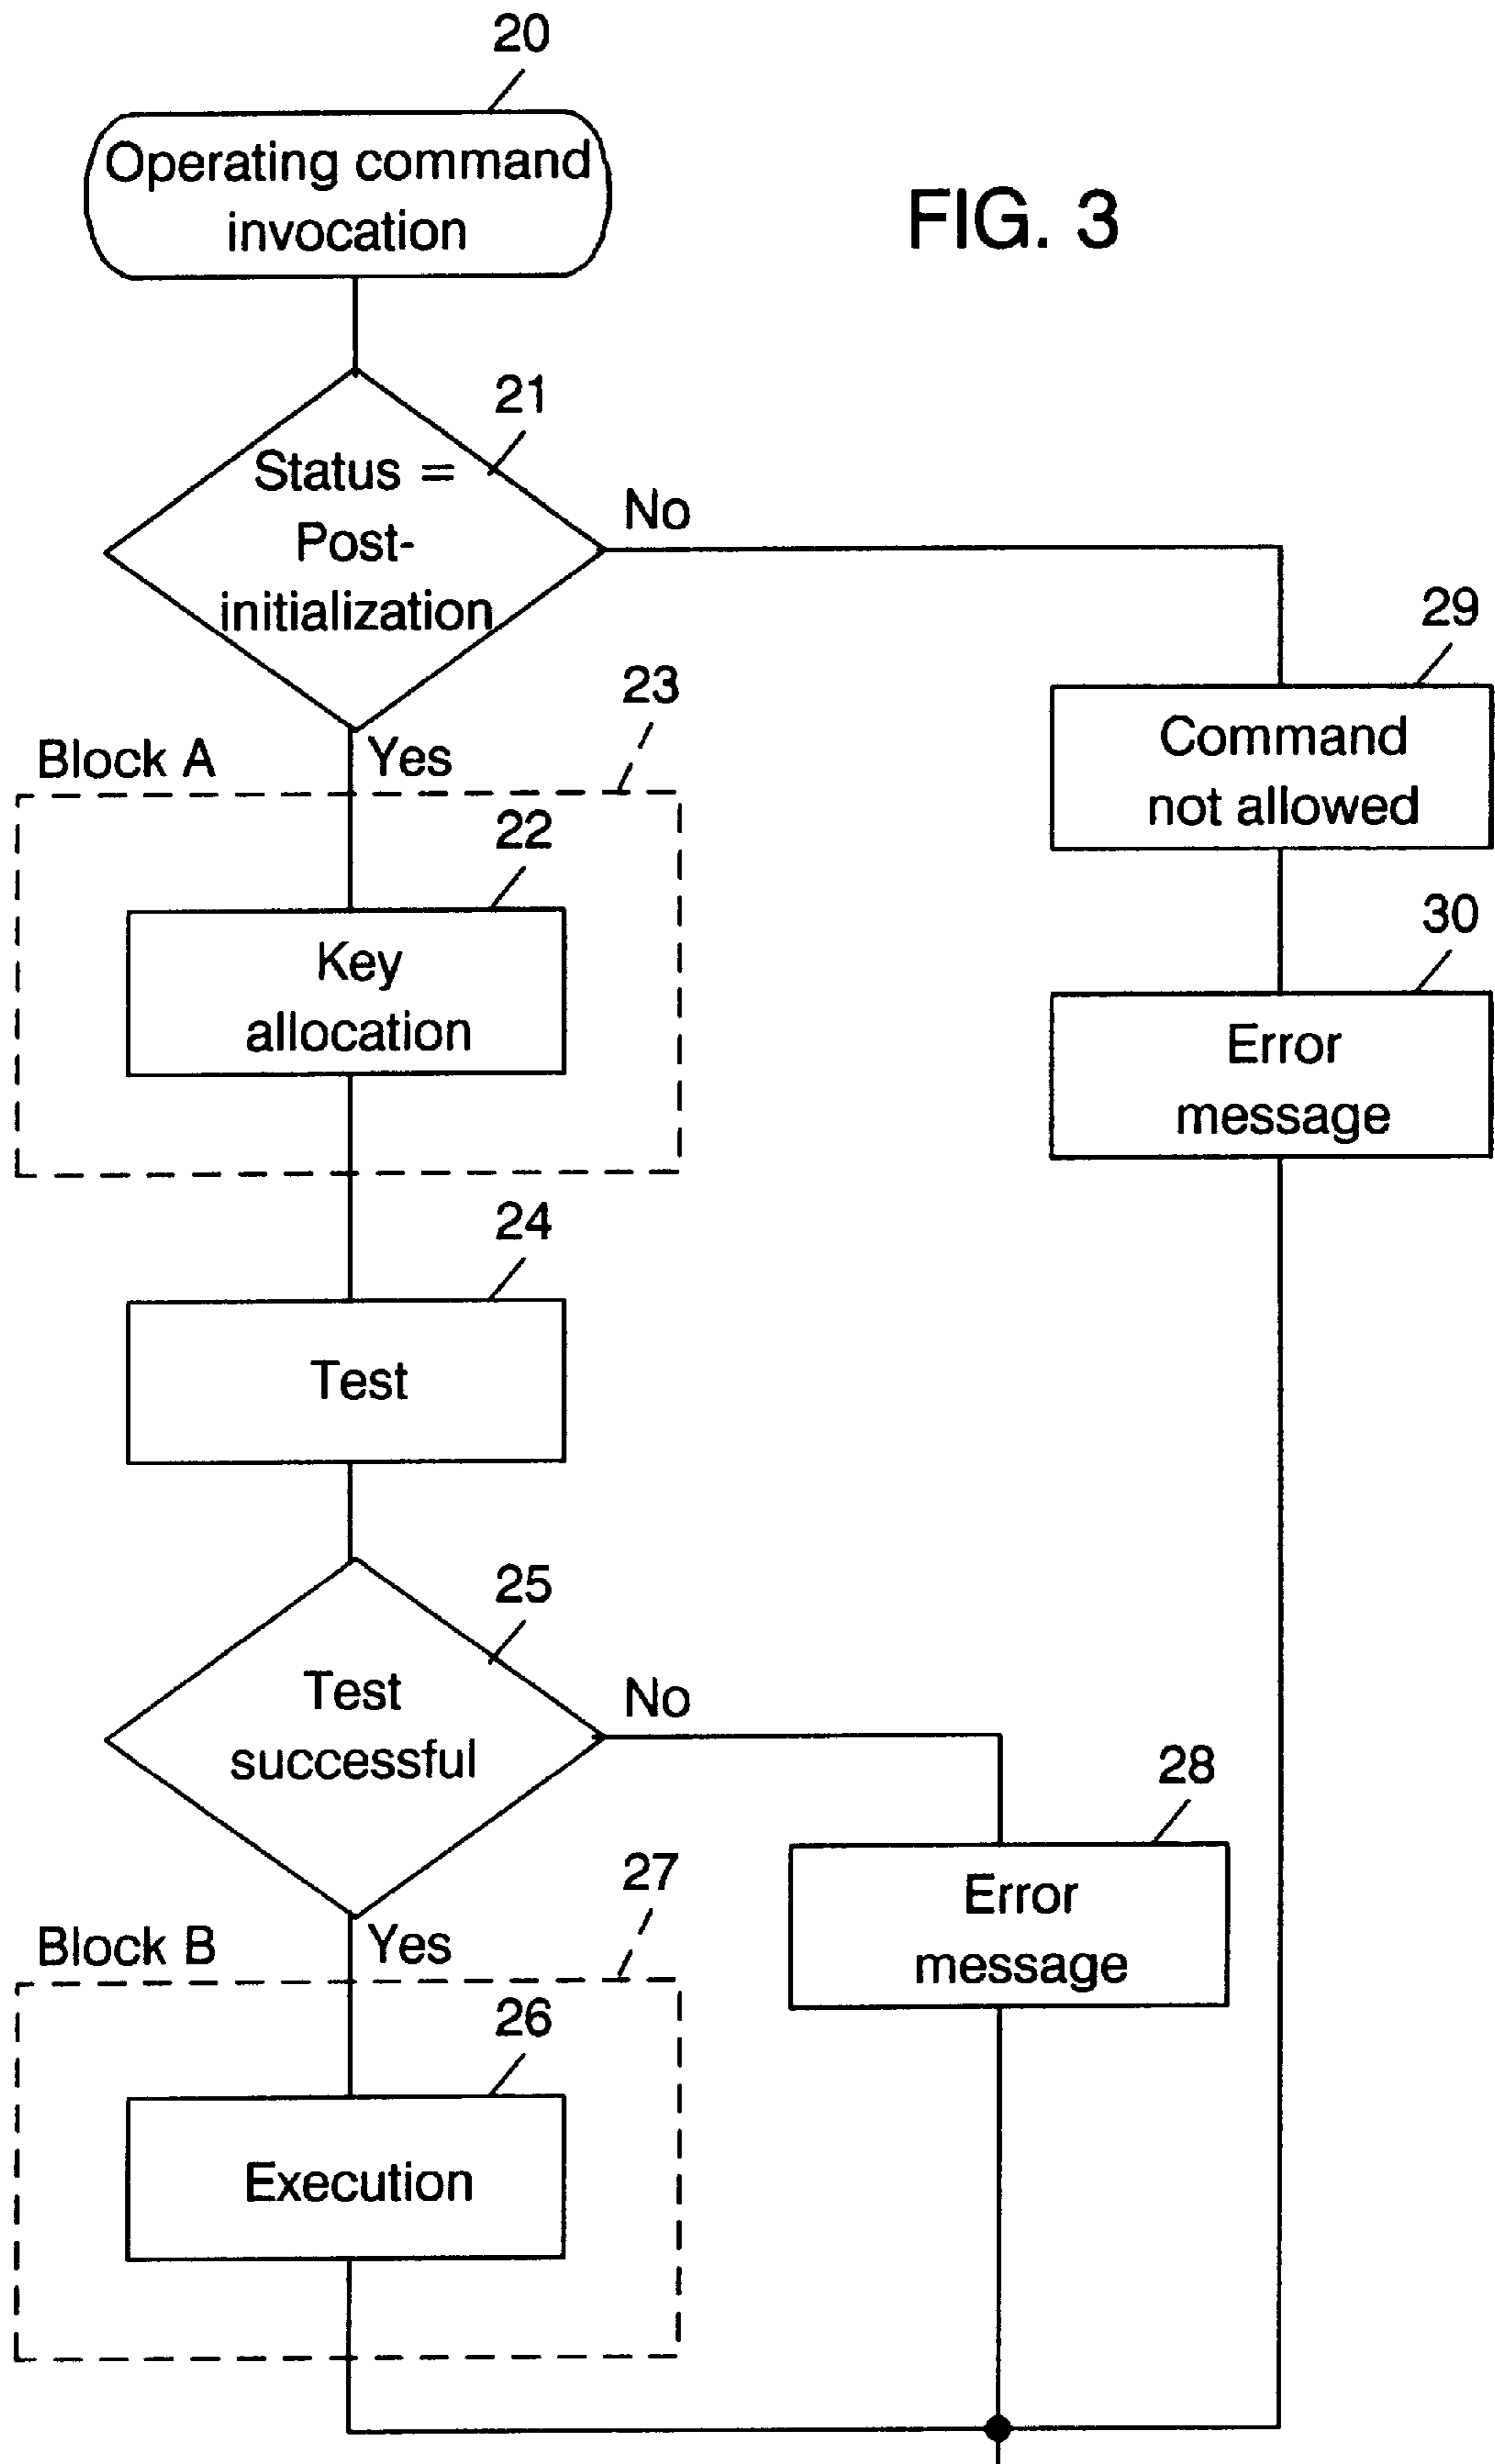 20
Operating command
invocation
FIG. 3
21
Status =
Post-
initialization
No
Yes
29
Command
not allowed
23
Block A
22
Key
allocation
30
Error
message
24
Test
25
Test
successful
No
Yes
28
Error
message
27
Block B
26
Execution